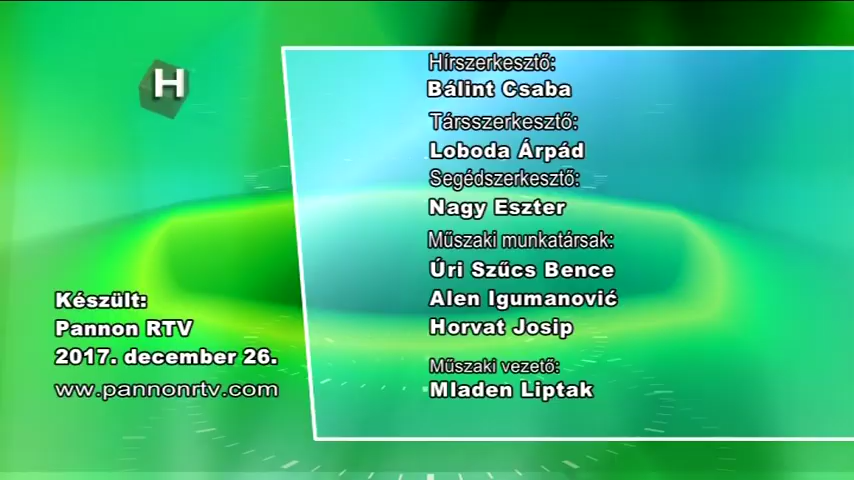 H
Hírszerkesztő:
Bálint Csaba
Társszerkesztő:
Loboda Árpád
Segédszerkesztő:
Nagy Eszter
Műszaki munkatársak:
Úri Szűcs Bence
Alen Igumanović
Horvat Josip
Műszaki vezető:
Mladen Liptak
Készült:
Pannon RTV
2017. december 26.
ww.pannonrtv.com